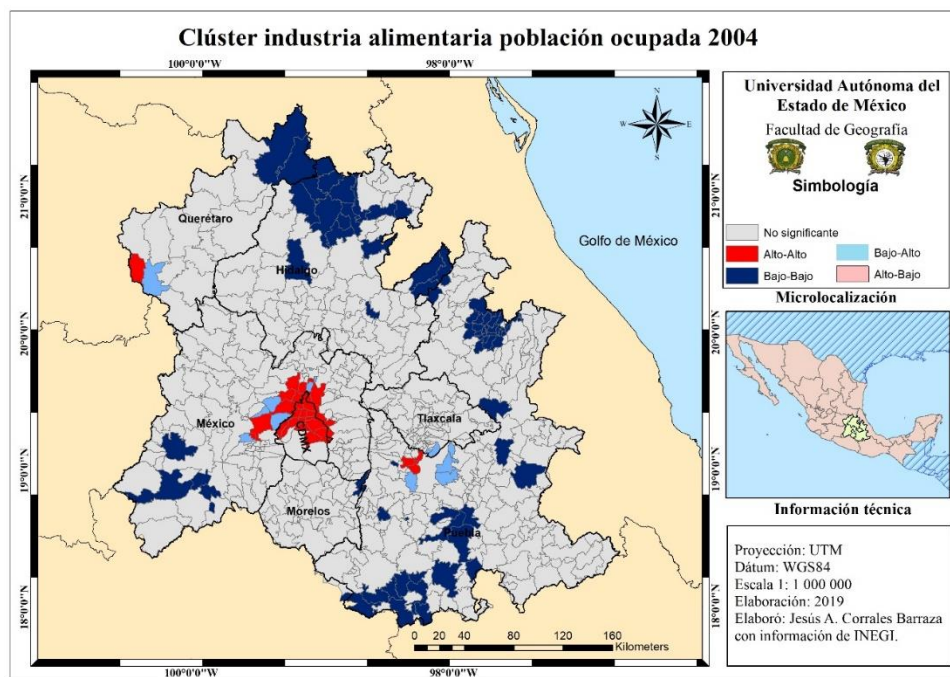 Clúster industria alimentaria población ocupada 2004
100°0'0"W
98°0'0"W
21°0'0"N
20°0'0"N
19°0'0"N
18°0'0"N
W
N
E
S
Querétaro
Golfo de México
Hidalgo
México
CDMX
Tlaxcala
Morelos
Puebla
0 10 20 40 60 80 100 120 140 160
Kilometers
100°0'0"W
98°0'0"W
21°0'0"N
20°0'0"N
19°0'0"N
18°0'0"N
Universidad Autónoma del
Estado de México
Facultad de Geografía
Simbología
No significante
Alto-Alto
Bajo-Bajo
Bajo-Alto
Alto-Bajo
Microlocalización
Información técnica
Proyección: UTM
Dátum: WGS84
Escala 1: 1 000 000
Elaboración: 2019
Elaboró: Jesús A. Corrales Barraza
con información de INEGI.